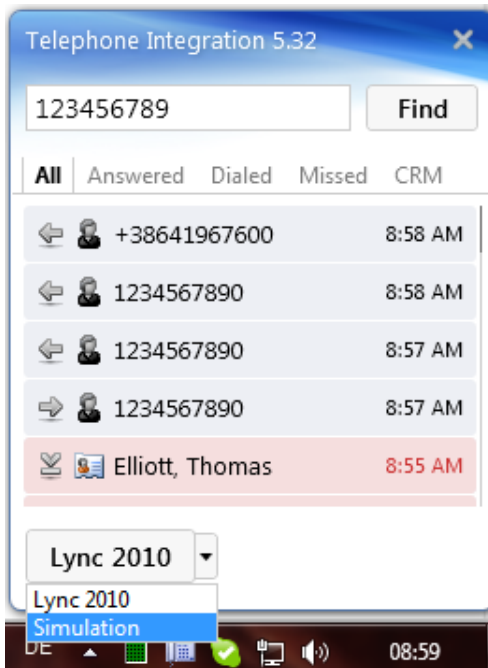 Telephone Integration 5.32
123456789 Find
All Answered Dialed Missed CRM
+38641967600 8:58 AM
1234567890 8:58 AM
1234567890 8:57 AM
1234567890 8:57 AM
Elliott, Thomas 8:55 AM
Lync 2010
Lync 2010
Simulation
DE 08:59